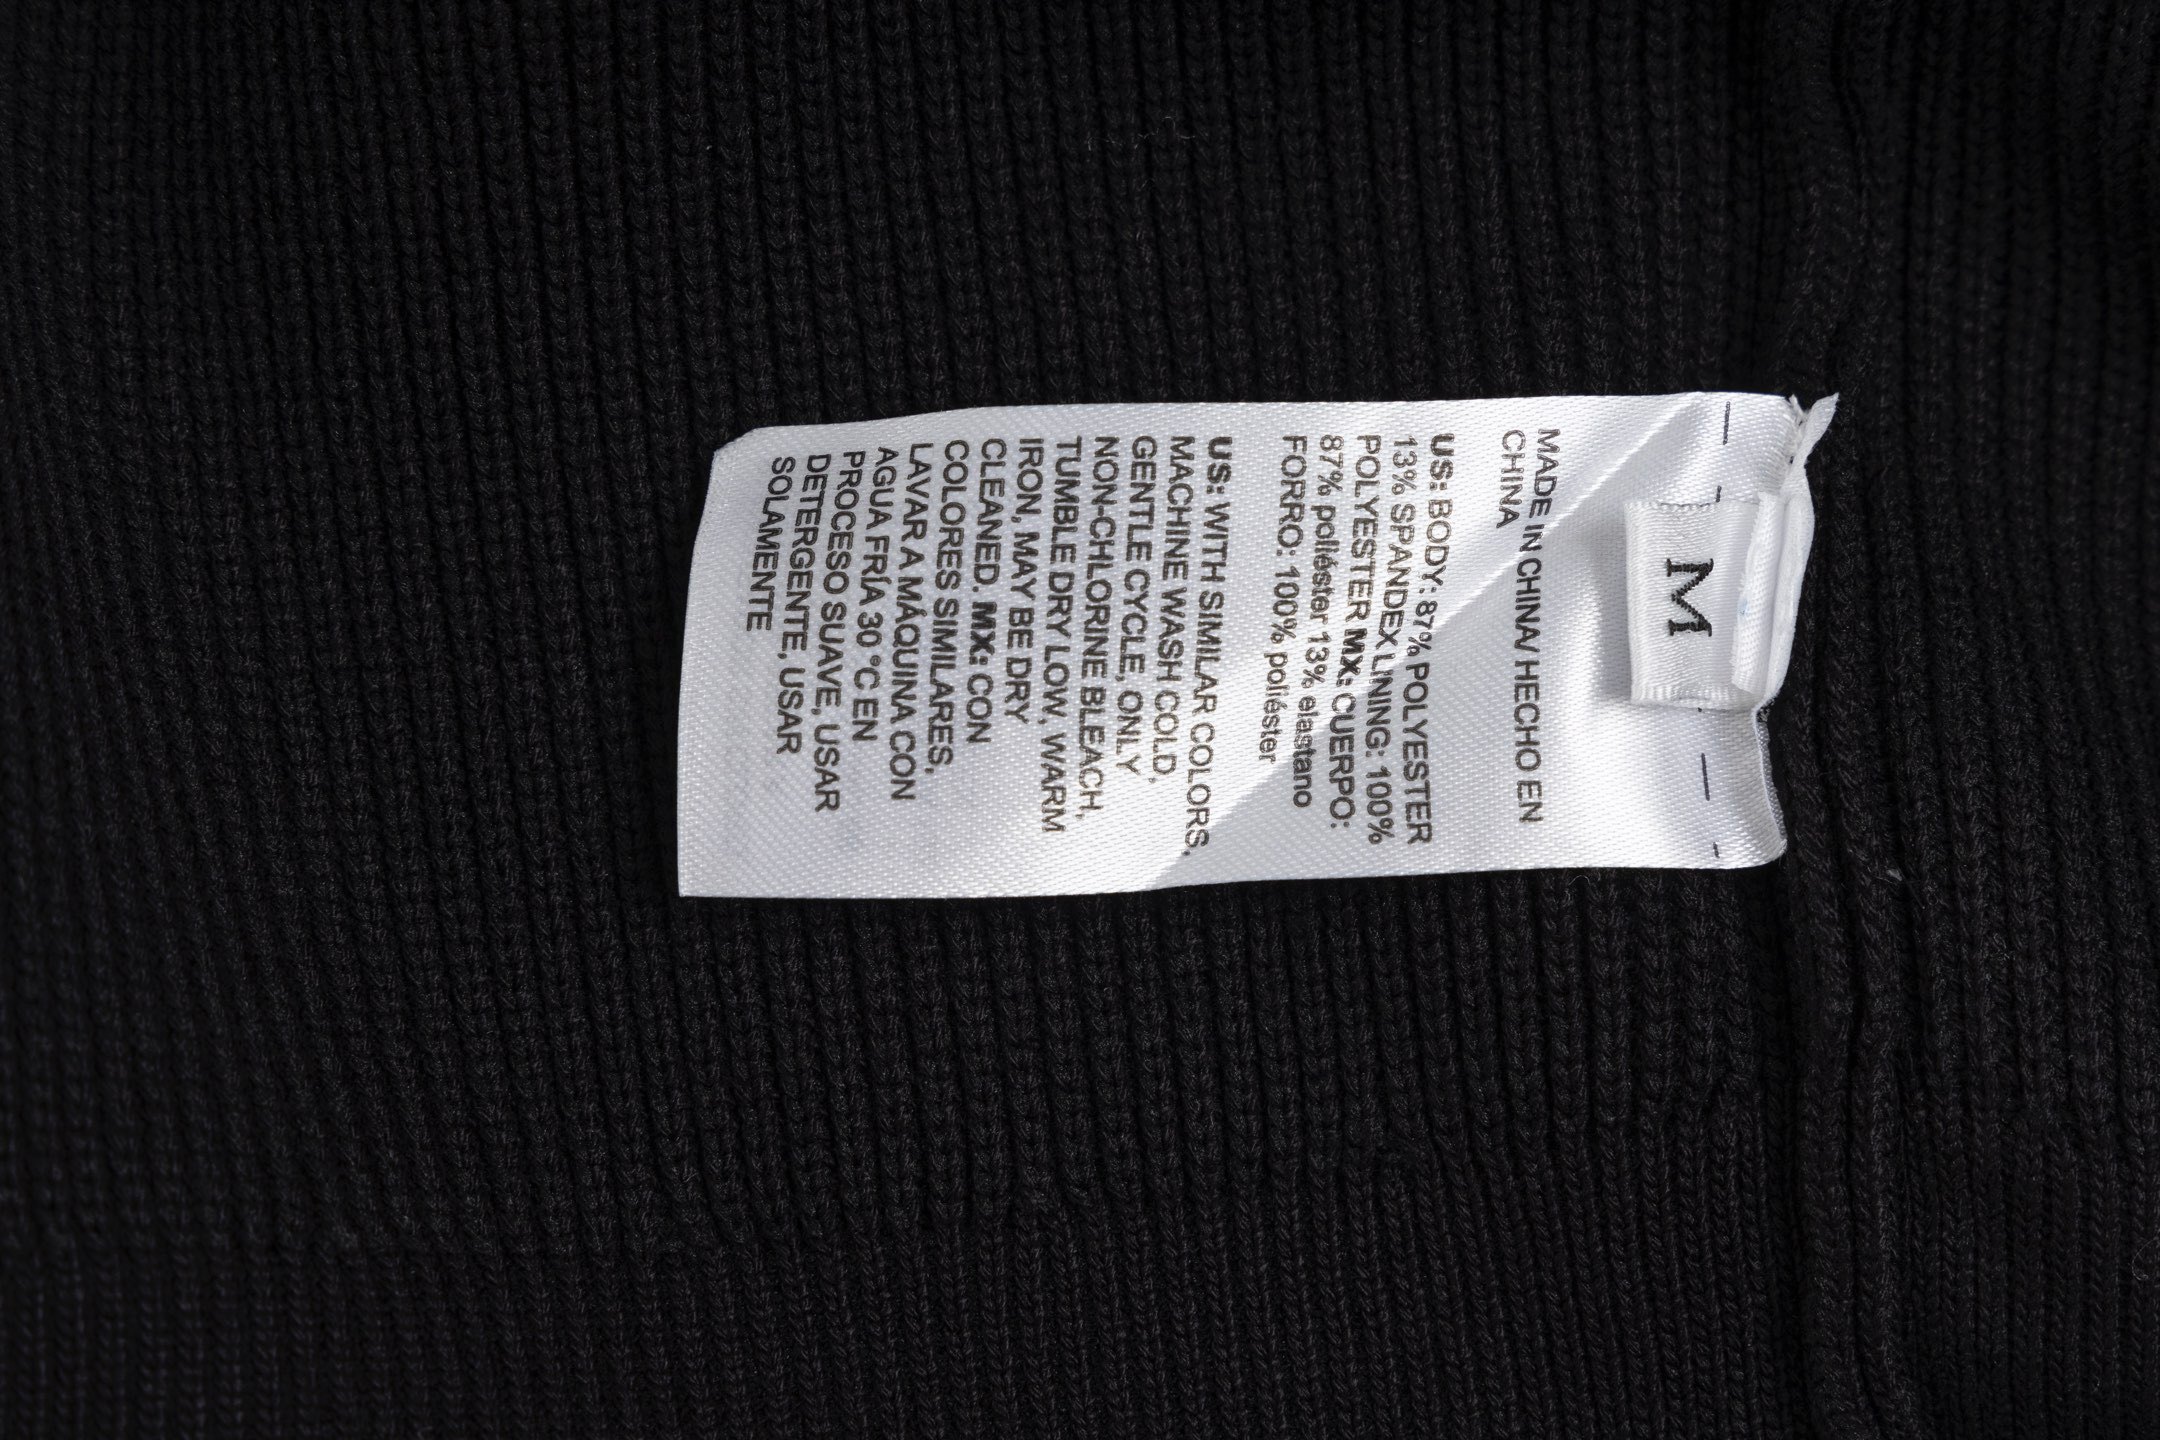 M
MADE IN CHINA/ HECHO EN
CHINA
US: BODY: 87% POLYESTER
13% SPANDEX LINING: 100%
POLYESTER MX: CUERPO:
87% poliéster 13% elastano
FORRO: 100% poliéster
US: WITH SIMILAR COLORS,
MACHINE WASH COLD,
GENTLE CYCLE, ONLY
NON-CHLORINE BLEACH,
TUMBLE DRY LOW, WARM
IRON, MAY BE DRY
CLEANED. MX: CON
COLORES SIMILARES,
LAVAR A MÁQUINA CON
AGUA FRÍA 30 °C EN
PROCESO SUAVE, USAR
DETERGENTE, USAR
SOLAMENTE